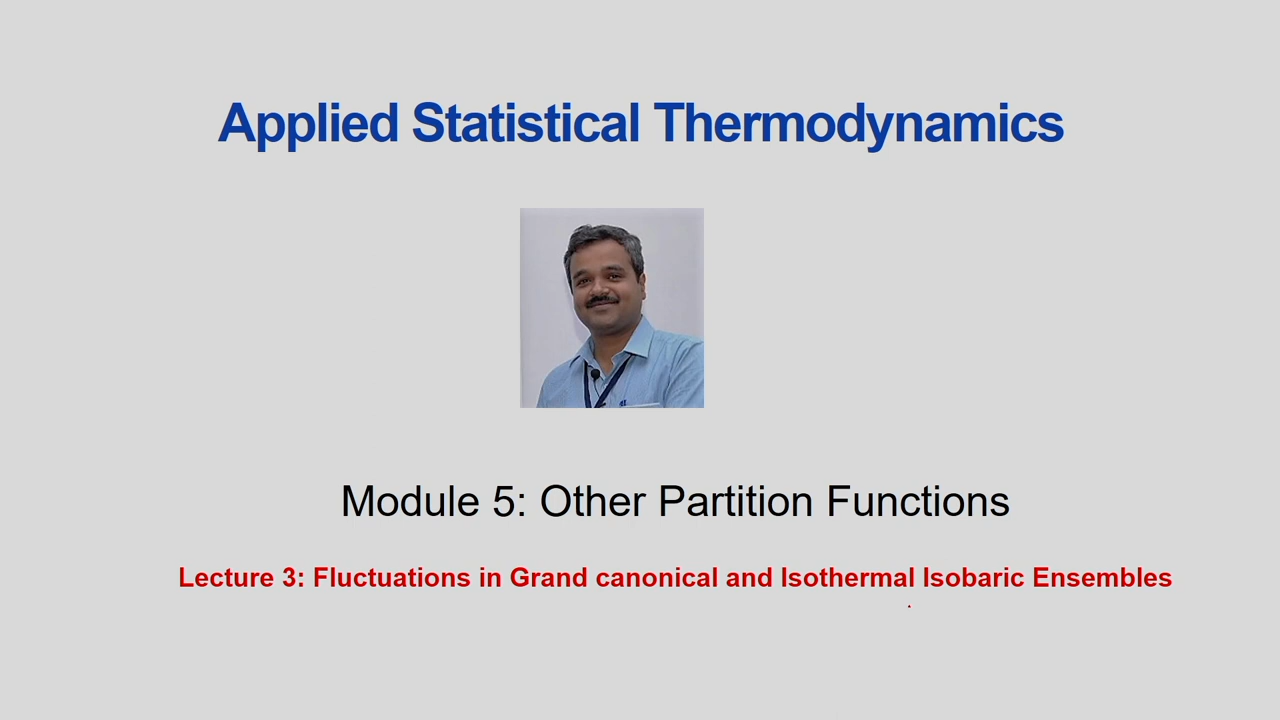 Applied Statistical Thermodynamics
Module 5: Other Partition Functions
Lecture 3: Fluctuations in Grand canonical and Isothermal Isobaric Ensembles